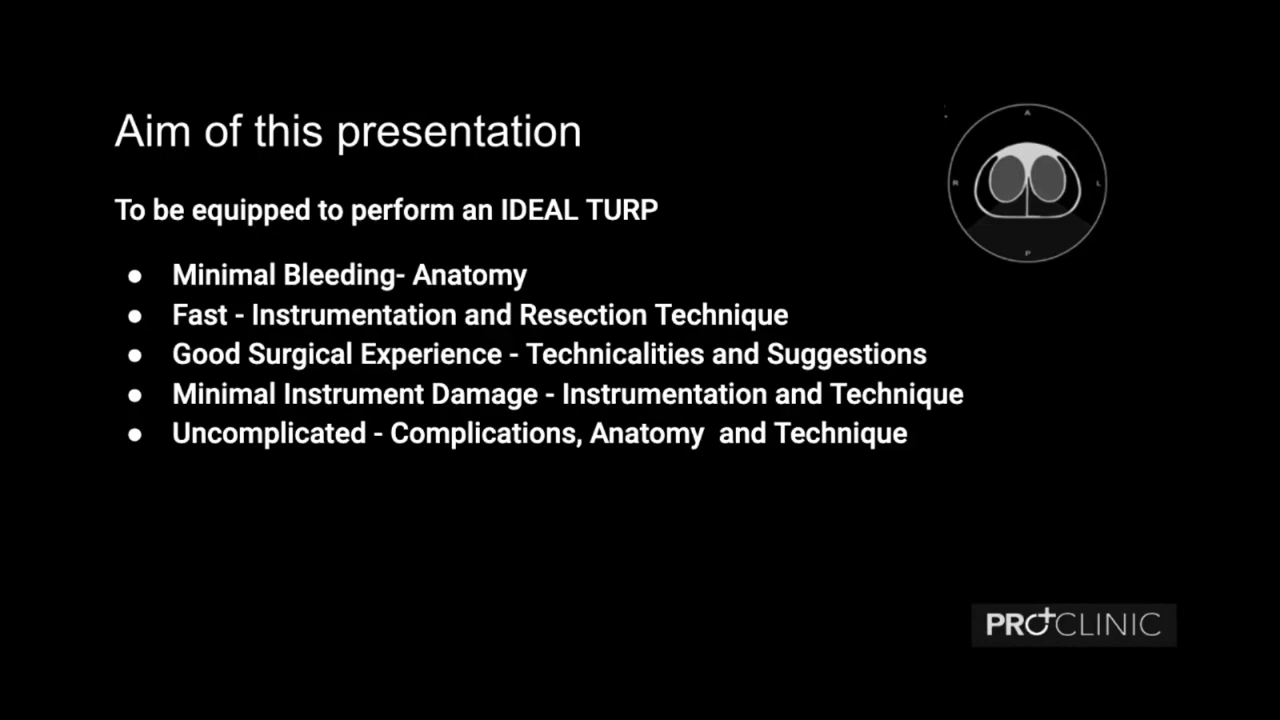 Aim of this presentation
A
R
L
P
To be equipped to perform an IDEAL TURP
● Minimal Bleeding- Anatomy
● Fast - Instrumentation and Resection Technique
● Good Surgical Experience - Technicalities and Suggestions
● Minimal Instrument Damage - Instrumentation and Technique
● Uncomplicated - Complications, Anatomy  and Technique
PROCLINIC